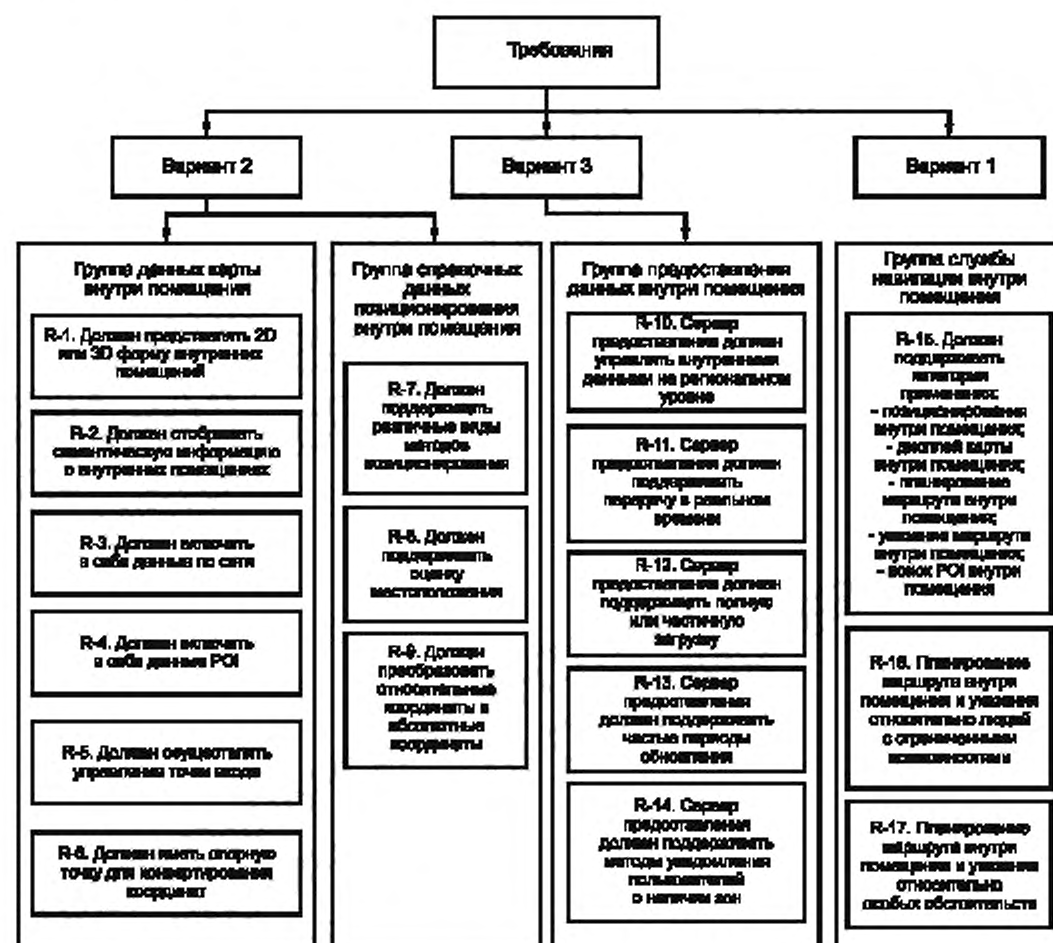 Требования
Вариант 2
Вариант 3
Вариант 1
Группа данных карты
внутри помещения
R-1. Должен представлять 2D
или 3D форму внутренних
помещений
R-2. Должен отображать
семантическую информацию
о внутренних помещениях
R-3. Должен включать
в себя данные по сети
R-4. Должен включать
в себя данные POI
R-5. Должен осуществлять
управление точки входа
R-6. Должен иметь опорную
точку для конвертирования
координат
Группа справочных
данных
позиционирования
внутри помещения
R-7. Должен
поддерживать
различные виды
методов
позиционирования
R-8. Должен
поддерживать
оценку
местоположения
R-9. Должен
преобразовать
относительные
координаты в
абсолютные
координаты
Группа предоставления
данных внутри помещения
R-10. Сервер
предоставления должен
управлять внутренними
данными на региональном
уровне
R-11. Сервер
предоставления должен
поддерживать
передачу в реальном
времени
R-12. Сервер
предоставления должен
поддерживать полную
или частичную
загрузку
R-13. Сервер
предоставления
должен поддерживать
частые периоды
обновления
R-14. Сервер
предоставления
должен поддерживать
методы уведомления
пользователей
о наличии зон
Группа службы
навигации внутри
помещения
R-15. Должен
поддерживать
категории
применения:
- позиционирования
внутри помещения;
- дисплей карты
внутри помещения;
- планирование
маршрута внутри
помещения;
- указание маршрута
внутри помещения;
- POI внутри
помещения
R-16. Планирование
маршрута внутри
помещения и указания
относительно людей
с ограниченными
возможностями
R-17. Планирование
маршрута внутри
помещения и указания
относительно
особых обстоятельств